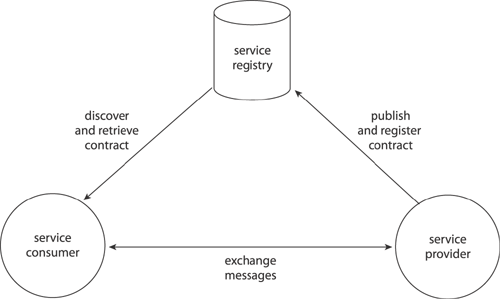 service
registry
discover
and retrieve
contract
publish
and register
contract
service
consumer
service
provider
exchange
messages